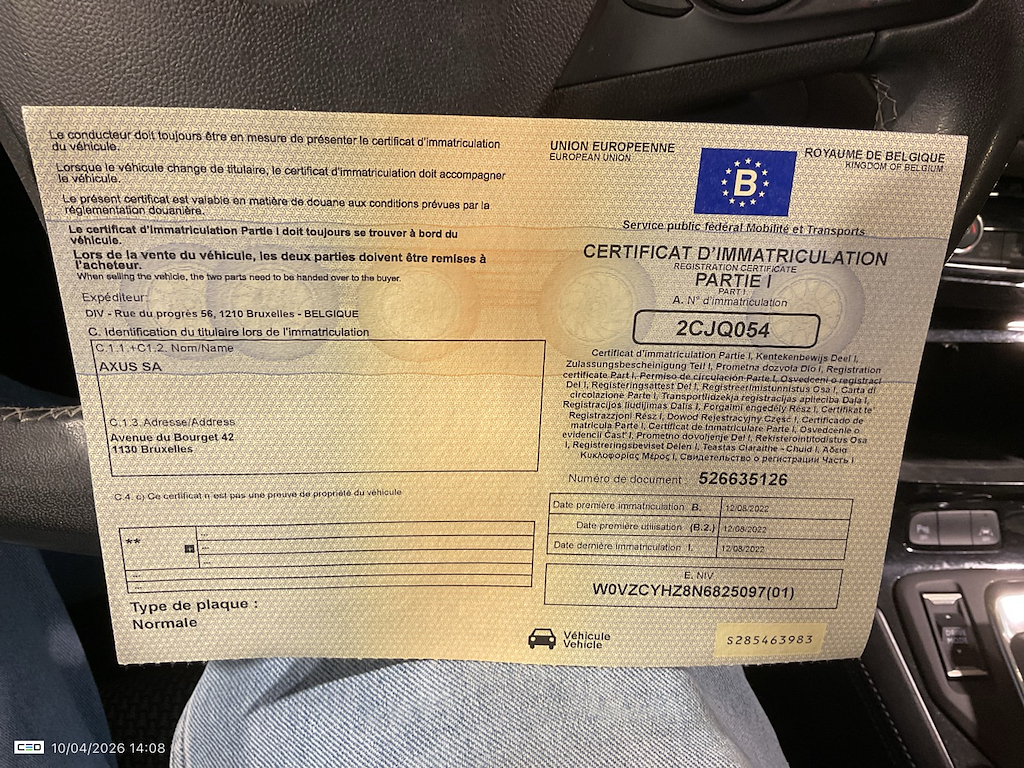 Le conducteur doit toujours être en mesure de présenter le certificat d'immatriculation
du véhicule.
Lorsque le véhicule change de titulaire, le certificat d'immatriculation doit accompagner
le véhicule.
Le présent certificat est valable en matière de douane aux conditions prévues par la
réglementation douanière.
Le certificat d'Immatriculation Partie I doit toujours se trouver à bord du
véhicule.
Lors de la vente du véhicule, les deux parties doivent être remises à
l'acheteur.
When selling the vehicle, the two parts need to be handed over to the buyer.
Expéditeur:
DIV - Rue du progrès 56, 1210 Bruxelles - BELGIQUE
C. Identification du titulaire lors de l'immatriculation
C.1.1.+C1.2. Nom/Name
AXUS SA
C.1.3. Adresse/Address
Avenue du Bourget 42
1130 Bruxelles
C.4. c) Ce certificat n'est pas une preuve de propriété du véhicule
**
---
---
---
---
---
Type de plaque :
Normale
UNION EUROPEENNE
EUROPEAN UNION
B
ROYAUME DE BELGIQUE
KINGDOM OF BELGIUM
Service public fédéral Mobilité et Transports
CERTIFICAT D'IMMATRICULATION
REGISTRATION CERTIFICATE
PARTIE I
PART I
A. N° d'immatriculation
2CJQ054
Certificat d'immatriculation Partie I, Kentekenbewijs Deel I,
Zulassungsbescheinigung Teil I, Prometna dozvola Dio I, Registration
certificate Part I, Permiso de circulación Parte I, Osvedčení o registraci
Del I, Registeringsattest Del I, Registreerimistunnistus Osa I, Carta di
circolazione Parte I, Transportlīdzekļa reģistrācijas apliecība Daļa I,
Registracijos liudijimas Dalis I, Forgalmi engedély Rész I, Ċertifikat ta'
Reġistrazzjoni Rész I, Dowód Rejestracyjny Część I, Certificado de
matrícula Parte I, Certificat de Inmatriculare Parte I, Osvedčenie o
evidencii Časť I, Prometno dovoljenje Del I, Rekisteröintitodistus Osa
I, Registreringsbeviset Delen I, Teastas Cláraithe - Chuid I, Άδεια
Κυκλοφορίας Μέρος I, Свидетелство о регистрации Часть I
Numéro de document : 526635126
Date première immatriculation B. 12/08/2022
Date première utilisation (B.2.) 12/08/2022
Date dernière immatriculation I. 12/08/2022
E. NIV
W0VZCYHZ8N6825097(01)
Véhicule
Vehicle
S285463983
CEO 10/04/2026 14:08